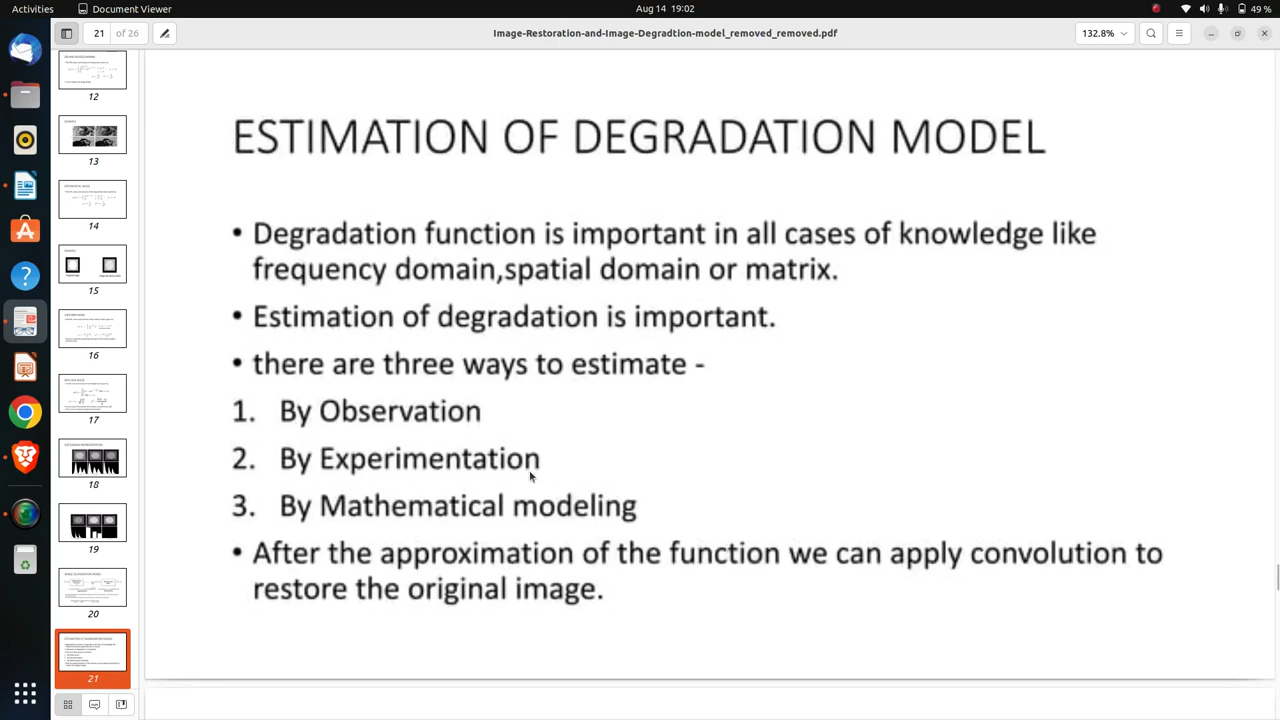 Activities
Document Viewer
Aug 14 19:02
49 %
21 of 26
Image-Restoration-and-Image-Degradtion-model_removed_removed.pdf
132.8%
12
13
14
15
16
17
18
19
20
21
ESTIMATION OF DEGRADATION MODEL
• Degradation function is important in all cases of knowledge like
frequency domain,spatial domain or matrix.
• Estimation of degradation is important.
• there are three ways to estimate -
1. By Observation
2. By Experimentation
3. By Mathematical modeling
• After the approximation of the function we can apply convolution to
restore the original image.